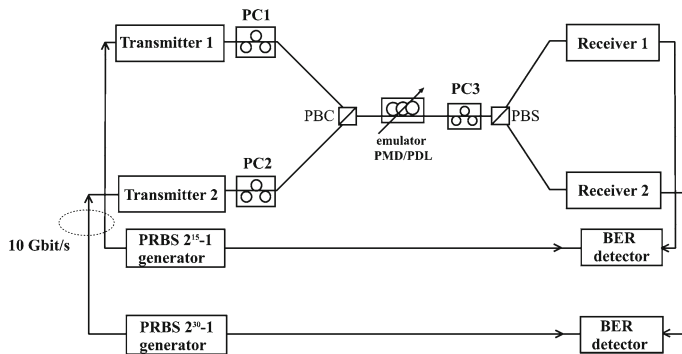 PC1
Transmitter 1
Receiver 1
PC3
PBC
PBS
emulator
PMD/PDL
PC2
Transmitter 2
Receiver 2
10 Gbit/s
PRBS 2¹⁵-1
generator
BER
detector
PRBS 2³⁰-1
generator
BER
detector